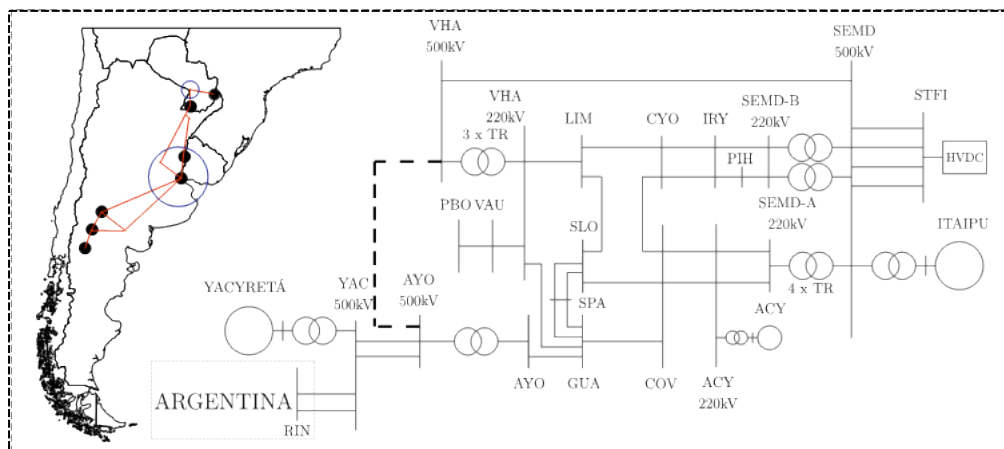 VHA
500kV
SEMD
500kV
VHA
220kV
3 x TR
LIM
CYO
IRY
SEMD-B
220kV
STFI
PIH
HVDC
SEMD-A
220kV
PBO VAU
SLO
ITAIPU
YACYRETÁ
YAC
500kV
AYO
500kV
SPA
4 x TR
ACY
ARGENTINA
RIN
AYO
GUA
COV
ACY
220kV